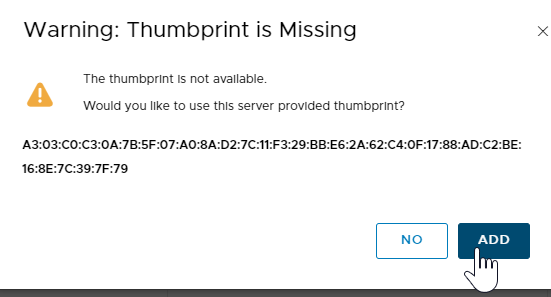 Warning: Thumbprint is Missing
The thumbprint is not available.
Would you like to use this server provided thumbprint?
A3:03:C0:C3:0A:7B:5F:07:A0:8A:D2:7C:11:F3:29:BB:E6:2A:62:C4:0F:17:88:AD:C2:BE:
16:8E:7C:39:7F:79
NO
ADD